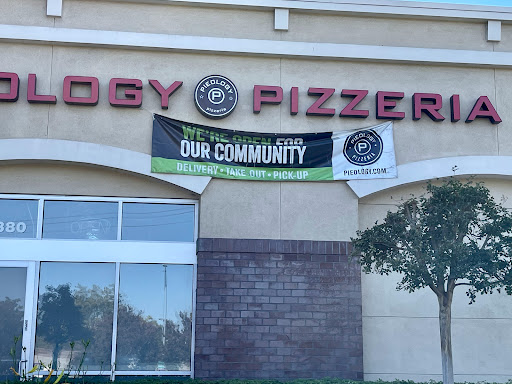 OLOGY PIEOLOGY P PIZZERIA PIZZERIA
WE'RE OPEN FOR
OUR COMMUNITY
DELIVERY • TAKE OUT • PICK-UP
PIEOLOGY
P
PIZZERIA
PIEOLOGY.COM
380